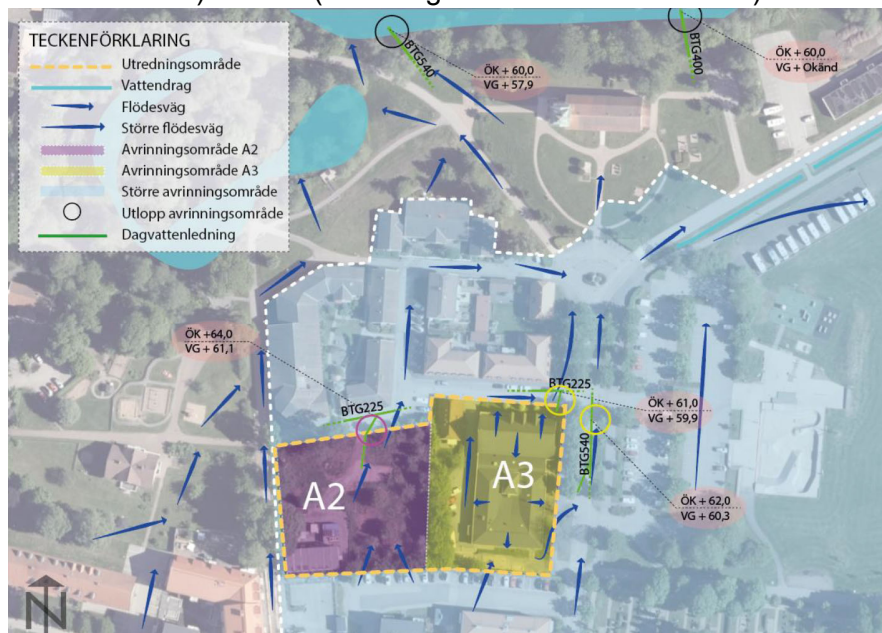 TECKENFÖRKLARING
Utredningsområde
Vattendrag
Flödesväg
Större flödesväg
Avrinningsområde A2
Avrinningsområde A3
Större avrinningsområde
Utlopp avrinningsområde
Dagvattenledning
BTG540
ÖK + 60,0
VG + 57,9
BTG400
ÖK + 60,0
VG + Okänd
ÖK +64,0
VG + 61,1
BTG225
BTG225
ÖK + 61,0
VG + 59,9
BTG540
ÖK + 62,0
VG + 60,3
A2
A3
N